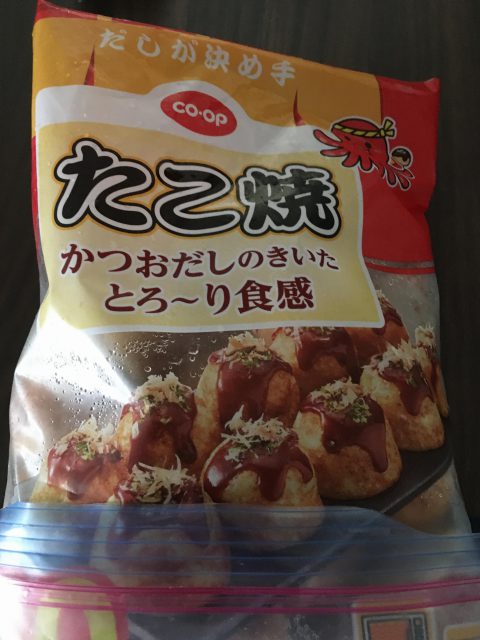 だしが決め手
CO·OP
たこ焼
かつおだしのきいた
とろ～り食感